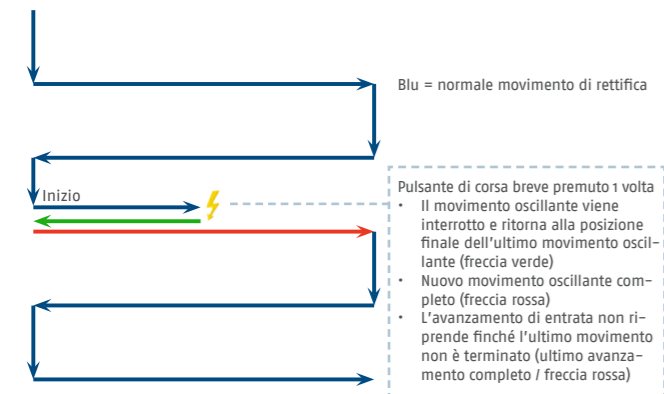 Blu = normale movimento di rettifica
Inizio
Pulsante di corsa breve premuto 1 volta
• Il movimento oscillante viene
interrotto e ritorna alla posizione
finale dell'ultimo movimento oscil-
lante (freccia verde)
• Nuovo movimento oscillante com-
pleto (freccia rossa)
• L'avanzamento di entrata non ri-
prende finché l'ultimo movimento
non è terminato (ultimo avanza-
mento completo / freccia rossa)